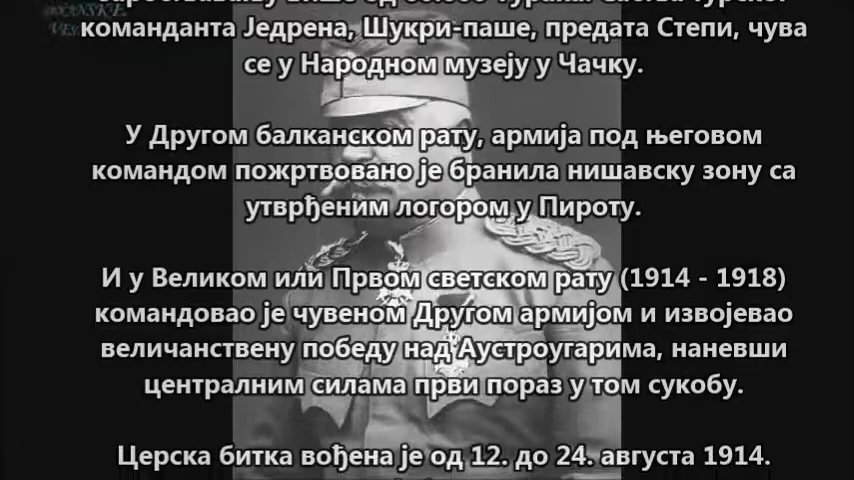 команданта Једрена, Шукри-паше, предата Степи, чува
се у Народном музеју у Чачку.
У Другом балканском рату, армија под његовом
командом пожртвовано је бранила нишавску зону са
утврђеним логором у Пироту.
И у Великом или Првом светском рату (1914 - 1918)
командовао је чувеном Другом армијом и извојевао
величанствену победу над Аустроугарима, наневши
централним силама први пораз у том сукобу.
Церска битка вођена је од 12. до 24. августа 1914.